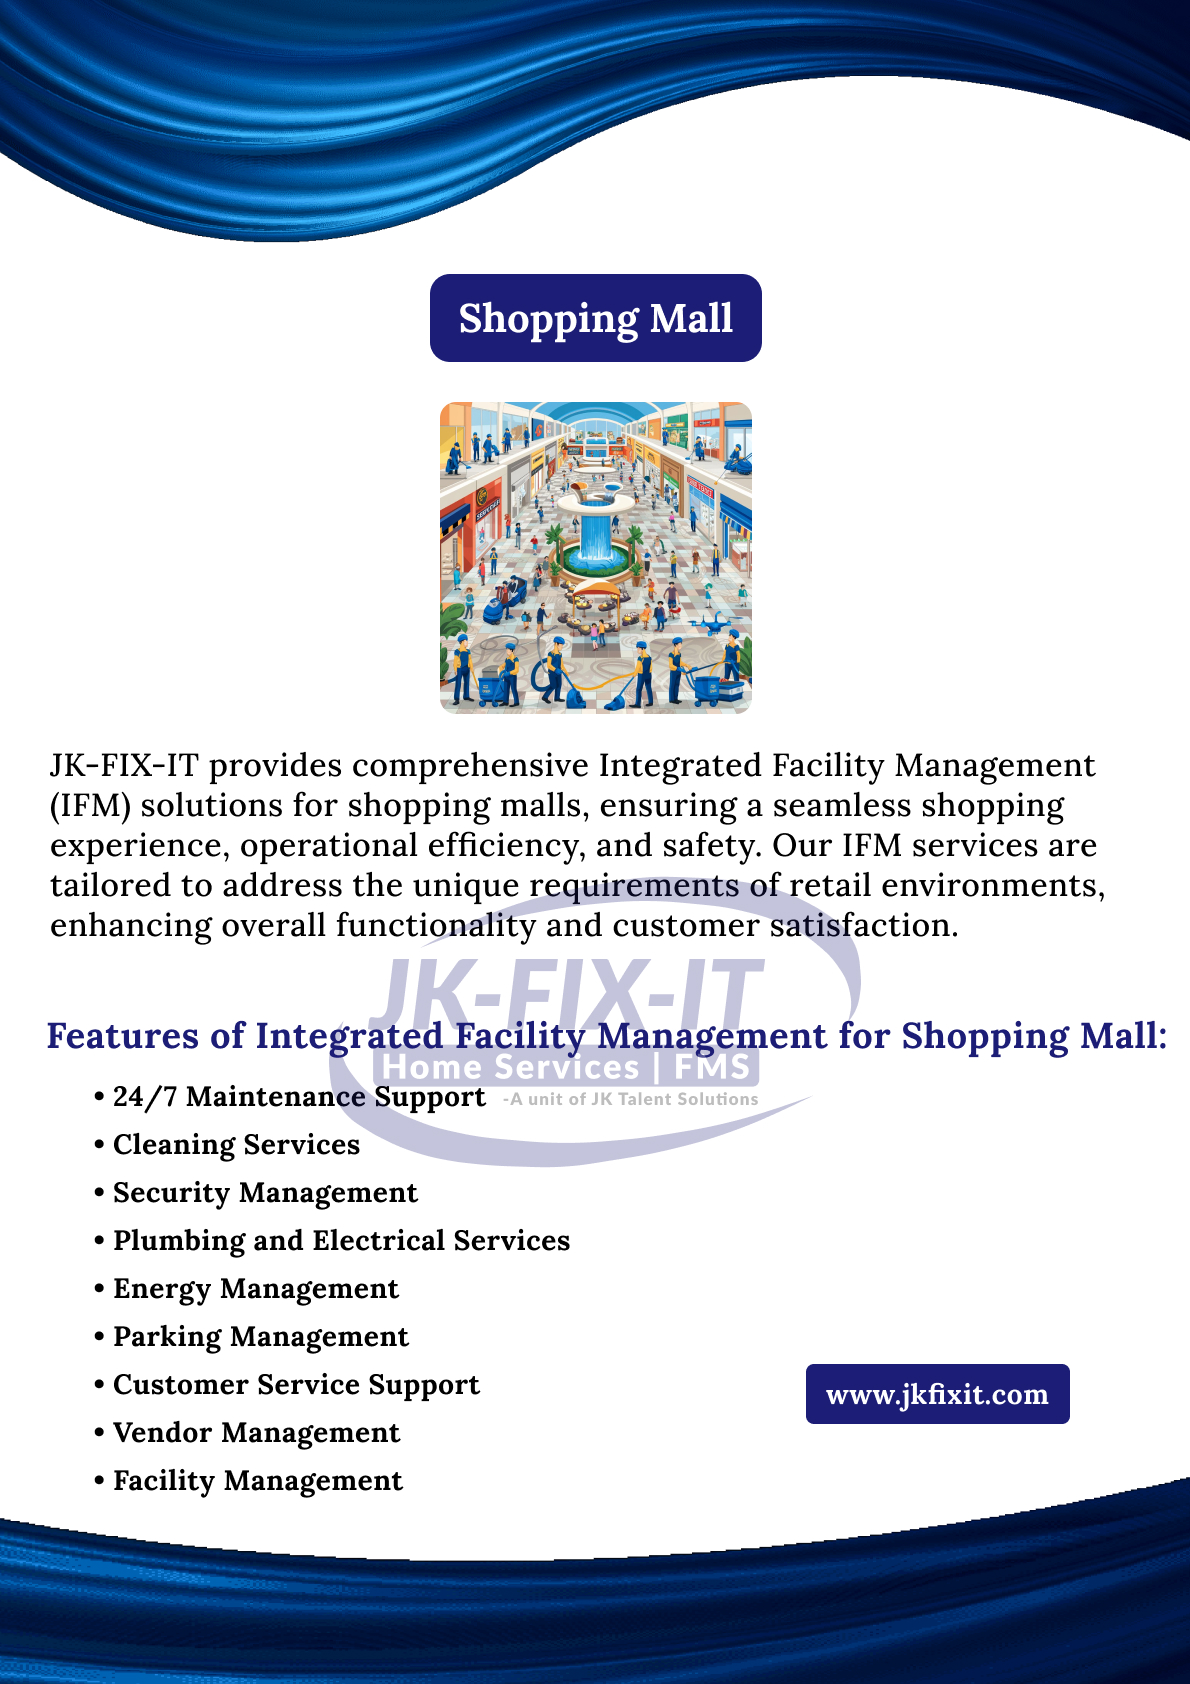 Shopping Mall
JK-FIX-IT provides comprehensive Integrated Facility Management
(IFM) solutions for shopping malls, ensuring a seamless shopping
experience, operational efficiency, and safety. Our IFM services are
tailored to address the unique requirements of retail environments,
enhancing overall functionality and customer satisfaction.
JK-FIX-IT
Features of Integrated Facility Management for Shopping Mall:
Home Services | FMS
• 24/7 Maintenance Support
-A unit of JK Talent Solutions
• Cleaning Services
• Security Management
• Plumbing and Electrical Services
• Energy Management
• Parking Management
• Customer Service Support
www.jkfixit.com
• Vendor Management
• Facility Management